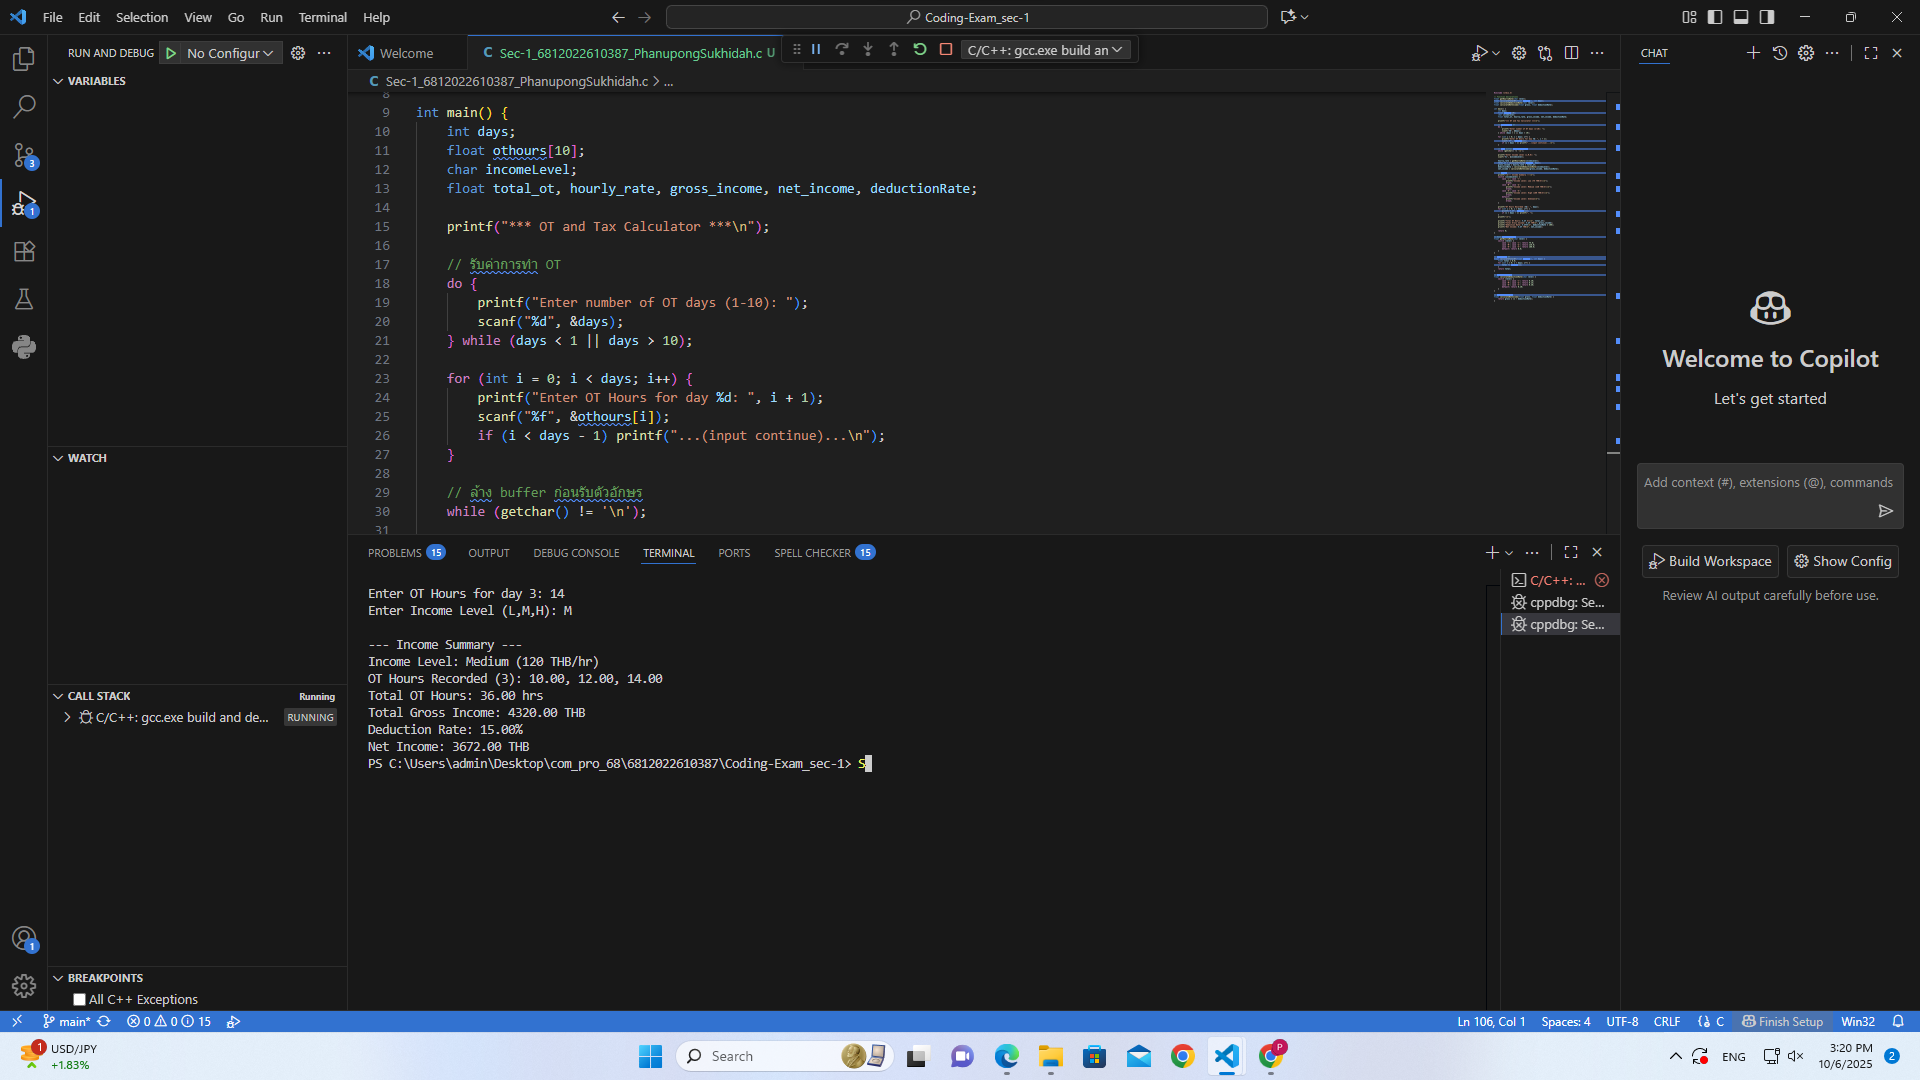 File Edit Selection View Go Run Terminal Help
Coding-Exam_sec-1
RUN AND DEBUG No Configur
Welcome
Sec-1_6812022610387_PhanupongSukhidah.c U
C/C++: gcc.exe build an
CHAT
Sec-1_6812022610387_PhanupongSukhidah.c > ...
VARIABLES
8
9 int main() {
10 int days;
11 float othours[10];
12 char incomeLevel;
13 float total_ot, hourly_rate, gross_income, net_income, deductionRate;
14
15 printf("*** OT and Tax Calculator ***\n");
16
17 // รับค่าการทำ OT
18 do {
19 printf("Enter number of OT days (1-10): ");
20 scanf("%d", &days);
21 } while (days < 1 || days > 10);
22
23 for (int i = 0; i < days; i++) {
24 printf("Enter OT Hours for day %d: ", i + 1);
25 scanf("%f", &othours[i]);
26 if (i < days - 1) printf("...(input continue)...\n");
27 }
28
29 // ล้าง buffer ก่อนรับตัวอักษร
30 while (getchar() != '\n');
31
WATCH
CALL STACK Running
C/C++: gcc.exe build and de... RUNNING
BREAKPOINTS
All C++ Exceptions
3
1
1
PROBLEMS 15 OUTPUT DEBUG CONSOLE TERMINAL PORTS SPELL CHECKER 15
Enter OT Hours for day 3: 14
Enter Income Level (L,M,H): M
--- Income Summary ---
Income Level: Medium (120 THB/hr)
OT Hours Recorded (3): 10.00, 12.00, 14.00
Total OT Hours: 36.00 hrs
Total Gross Income: 4320.00 THB
Deduction Rate: 15.00%
Net Income: 3672.00 THB
PS C:\Users\admin\Desktop\com_pro_68\6812022610387\Coding-Exam_sec-1> S
C/C++: ...
cppdbg: Se...
cppdbg: Se...
Welcome to Copilot
Let's get started
Add context (#), extensions (@), commands
Build Workspace Show Config
Review AI output carefully before use.
main* 0 0 15
Ln 106, Col 1 Spaces: 4 UTF-8 CRLF C Finish Setup Win32
1
USD/JPY
+1.83%
Search
P
ENG
3:20 PM
10/6/2025
2